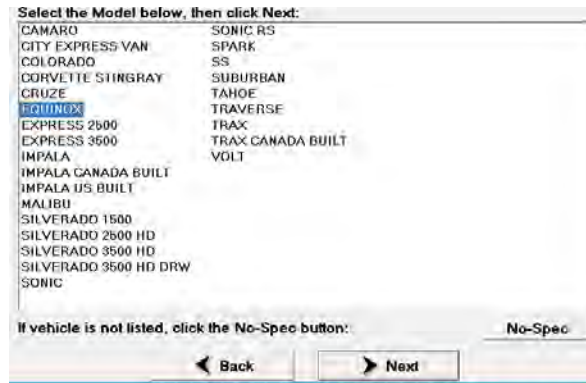 Select the Model below, then click Next:
CAMARO
CITY EXPRESS VAN
COLORADO
CORVETTE STINGRAY
CRUZE
EQUINOX
EXPRESS 2500
EXPRESS 3500
IMPALA
IMPALA CANADA BUILT
IMPALA US BUILT
MALIBU
SILVERADO 1500
SILVERADO 2500 HD
SILVERADO 3500 HD
SILVERADO 3500 HD DRW
SONIC
SONIC RS
SPARK
SS
SUBURBAN
TAHOE
TRAVERSE
TRAX
TRAX CANADA BUILT
VOLT
If vehicle is not listed, click the No-Spec button:
No-Spec
Back
Next